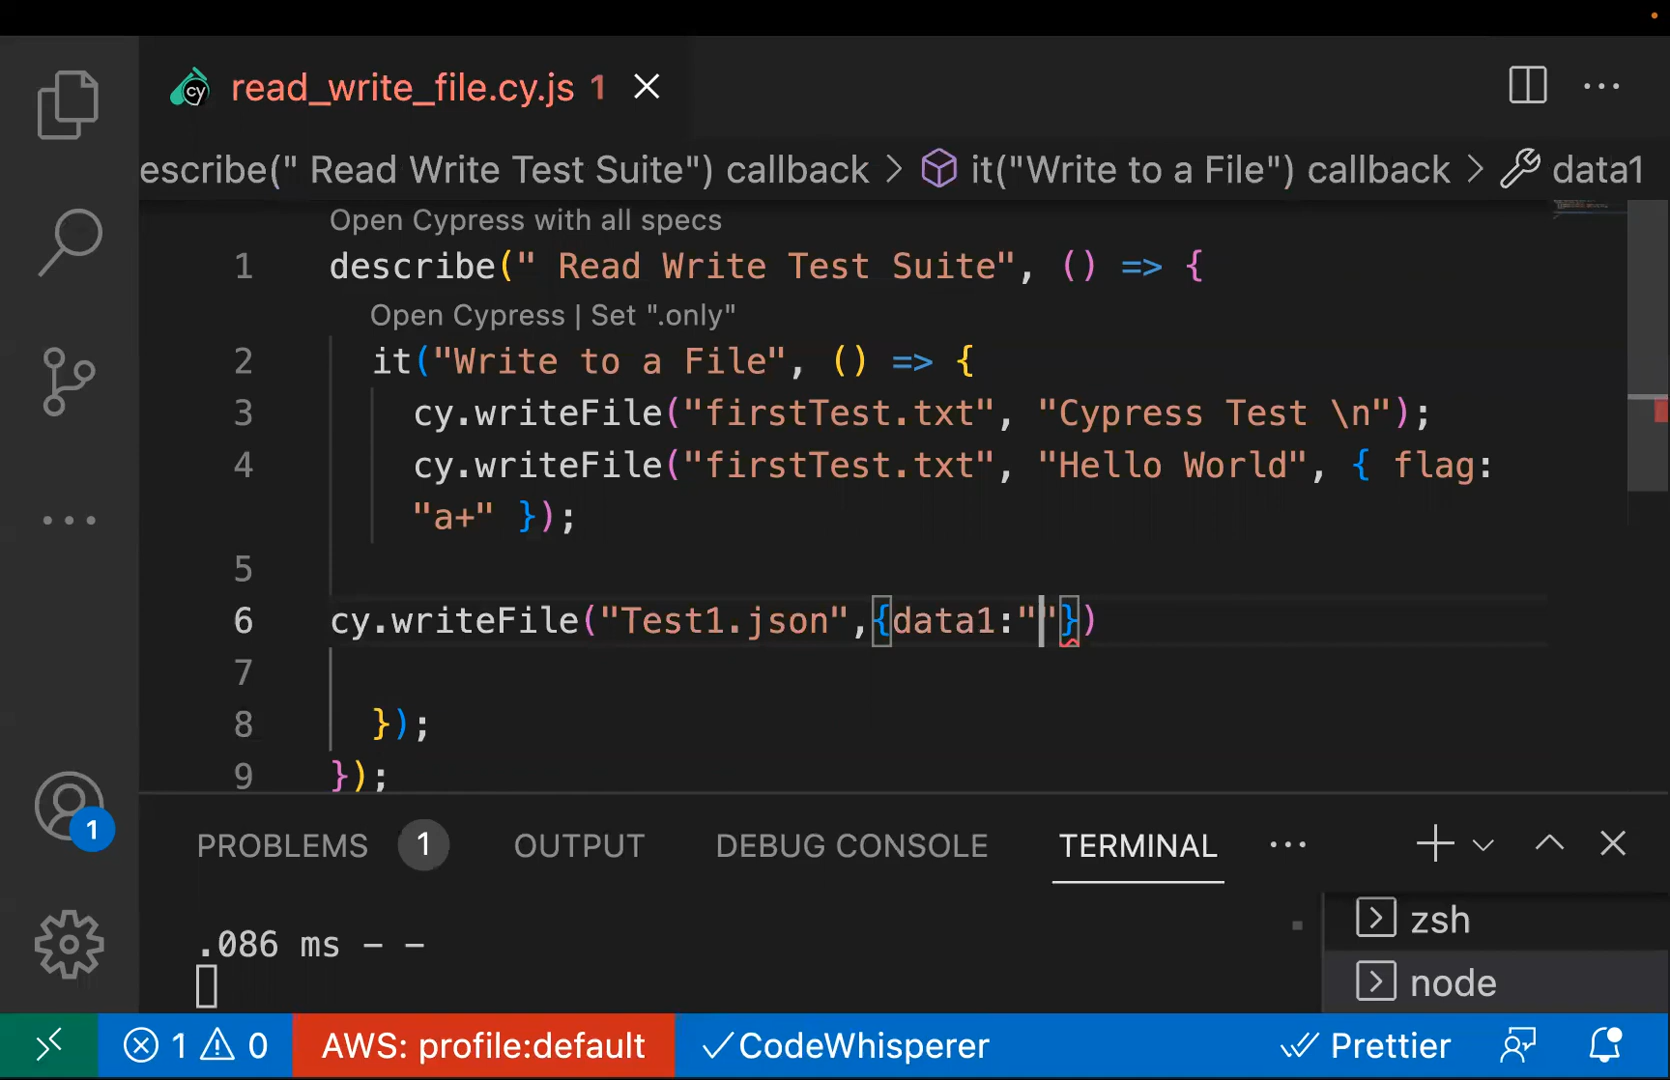 read_write_file.cy.js 1
escribe(" Read Write Test Suite") callback > it("Write to a File") callback > data1
Open Cypress with all specs
1 describe(" Read Write Test Suite", () => {
Open Cypress | Set ".only"
2 it("Write to a File", () => {
3 cy.writeFile("firstTest.txt", "Cypress Test \n");
4 cy.writeFile("firstTest.txt", "Hello World", { flag:
"a+" });
5
6 cy.writeFile("Test1.json",{data1:""})
7
8 });
9 });
1
PROBLEMS 1 OUTPUT DEBUG CONSOLE TERMINAL
.086 ms - -
zsh
node
1 0 AWS: profile:default CodeWhisperer Prettier